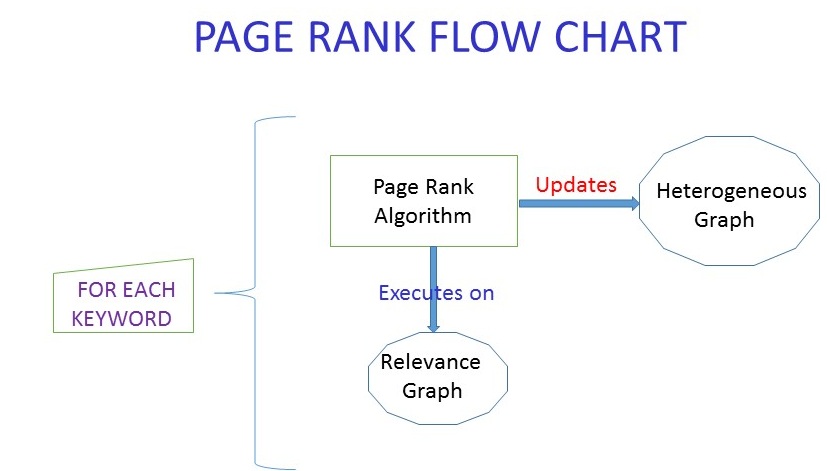 PAGE RANK FLOW CHART
Page Rank
Algorithm
Updates
Heterogeneous
Graph
FOR EACH
KEYWORD
Executes on
Relevance
Graph